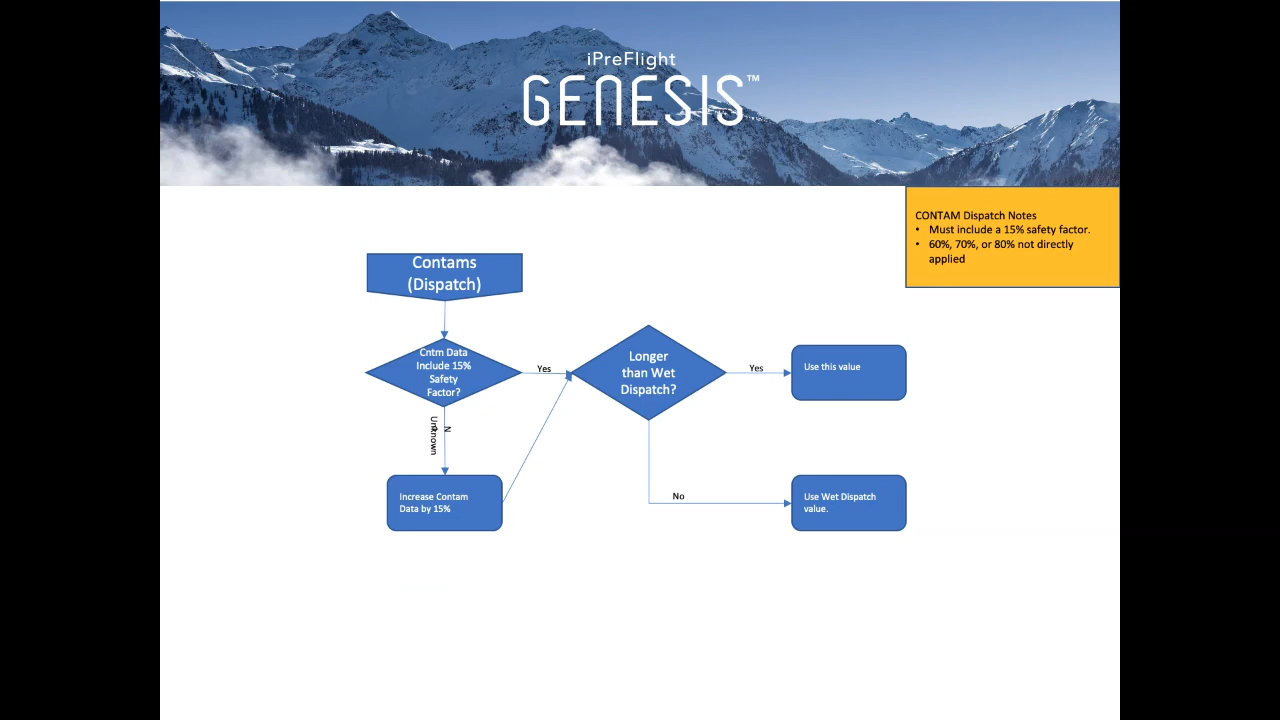 iPreFlight
GENESIS™
CONTAM Dispatch Notes
• Must include a 15% safety factor.
• 60%, 70%, or 80% not directly
applied
Contams
(Dispatch)
Cntm Data
Include 15%
Safety
Factor?
Yes
Longer
than Wet
Dispatch?
Yes
Use this value
N
Unknown
Increase Contam
Data by 15%
No
Use Wet Dispatch
value.